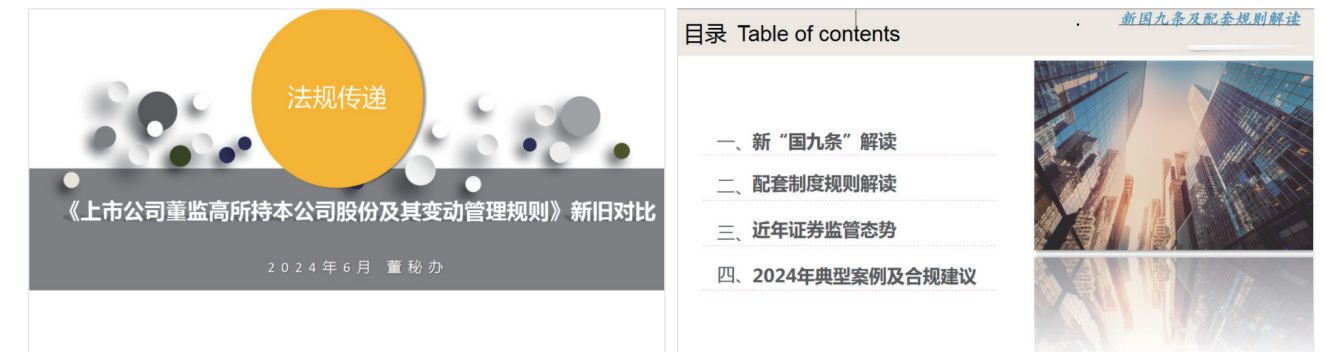 法规传递
《上市公司董监高所持本公司股份及其变动管理规则》新旧对比
2024年6月 董秘办
目录 Table of contents
新国九条及配套规则解读
一、新“国九条”解读
二、配套制度规则解读
三、近年证券监管态势
四、2024年典型案例及合规建议